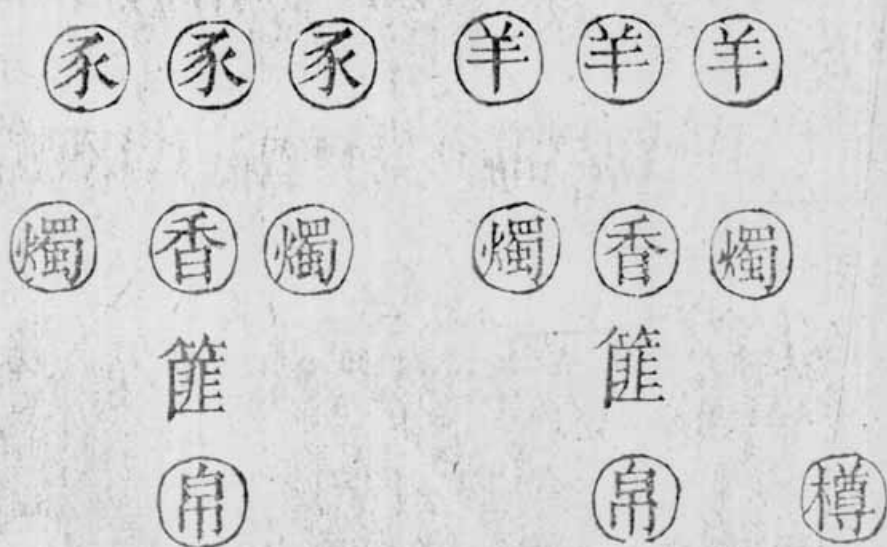 豕 豕 豕 羊 羊 羊
燭 香 燭 燭 香 燭
篚 篚
帛 帛 樽